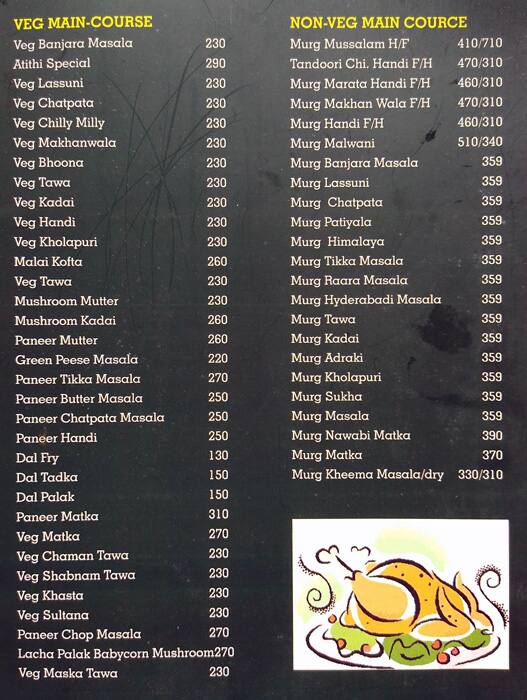 VEG MAIN-COURSE
Veg Banjara Masala 230
Atithi Special 290
Veg Lassuni 230
Veg Chatpata 230
Veg Chilly Milly 230
Veg Makhanwala 230
Veg Bhoona 230
Veg Tawa 230
Veg Kadai 230
Veg Handi 230
Veg Kholapuri 230
Malai Kofta 260
Veg Tawa 230
Mushroom Mutter 230
Mushroom Kadai 260
Paneer Mutter 260
Green Peese Masala 220
Paneer Tikka Masala 270
Paneer Butter Masala 250
Paneer Chatpata Masala 250
Paneer Handi 250
Dal Fry 130
Dal Tadka 150
Dal Palak 150
Paneer Matka 310
Veg Matka 270
Veg Chaman Tawa 230
Veg Shabnam Tawa 230
Veg Khasta 230
Veg Sultana 230
Paneer Chop Masala 270
Lacha Palak Babycorn Mushroom270
Veg Maska Tawa 230
NON-VEG MAIN COURCE
Murg Mussalam H/F 410/710
Tandoori Chi. Handi F/H 470/310
Murg Marata Handi F/H 460/310
Murg Makhan Wala F/H 470/310
Murg Handi F/H 460/310
Murg Malwani 510/340
Murg Banjara Masala 359
Murg Lassuni 359
Murg Chatpata 359
Murg Patiyala 359
Murg Himalaya 359
Murg Tikka Masala 359
Murg Raara Masala 359
Murg Hyderabadi Masala 359
Murg Tawa 359
Murg Kadai 359
Murg Adraki 359
Murg Kholapuri 359
Murg Sukha 359
Murg Masala 359
Murg Nawabi Matka 390
Murg Matka 370
Murg Kheema Masala/dry 330/310